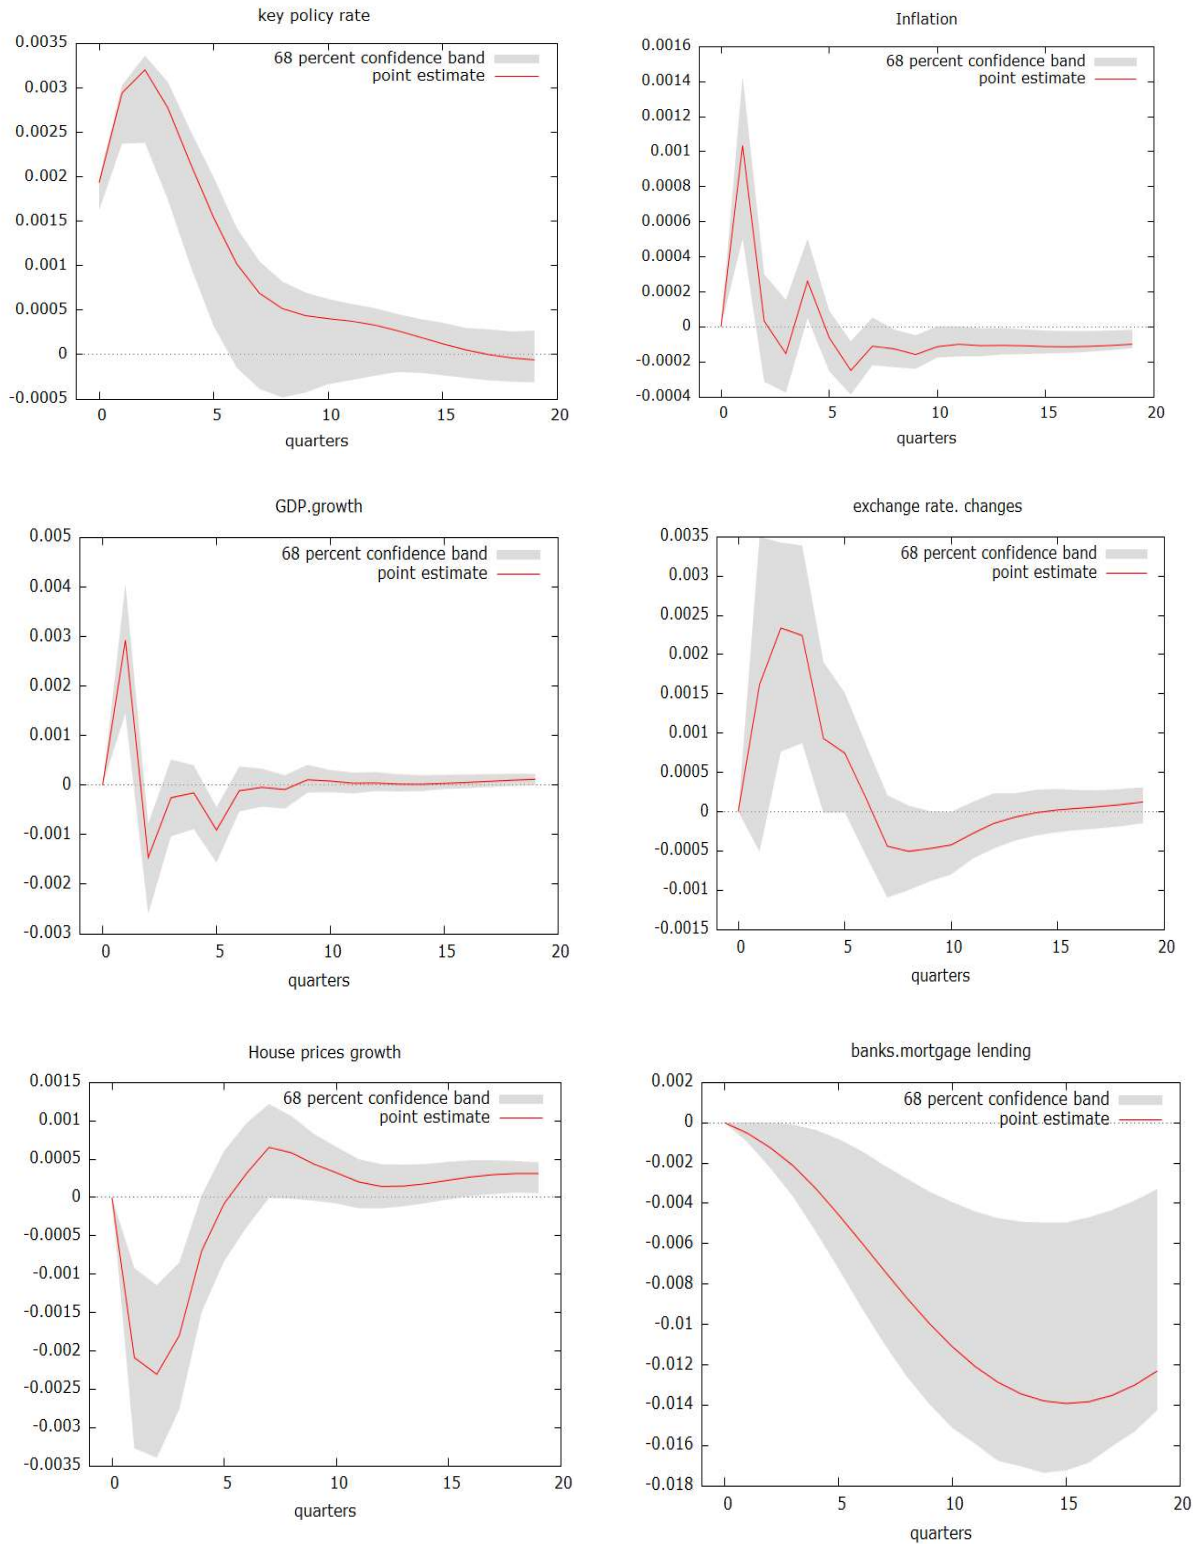 key policy rate
0.0035
68 percent confidence band
point estimate
0.003
0.0025
0.002
0.0015
0.001
0.0005
0
-0.0005
0 5 10 15 20
quarters
Inflation
0.0016
68 percent confidence band
0.0014
point estimate
0.0012
0.001
0.0008
0.0006
0.0004
0.0002
0
-0.0002
-0.0004
0 5 10 15 20
quarters
GDP.growth
0.005
68 percent confidence band
point estimate
0.004
0.003
0.002
0.001
0
-0.001
-0.002
-0.003
0 5 10 15 20
quarters
exchange rate. changes
0.0035
68 percent confidence band
0.003
point estimate
0.0025
0.002
0.0015
0.001
0.0005
0
-0.0005
-0.001
-0.0015
0 5 10 15 20
quarters
House prices growth
0.0015
68 percent confidence band
0.001
point estimate
0.0005
0
-0.0005
-0.001
-0.0015
-0.002
-0.0025
-0.003
-0.0035
0 5 10 15 20
quarters
banks.mortgage lending
0.002
68 percent confidence band
0
point estimate
-0.002
-0.004
-0.006
-0.008
-0.01
-0.012
-0.014
-0.016
-0.018
0 5 10 15 20
quarters